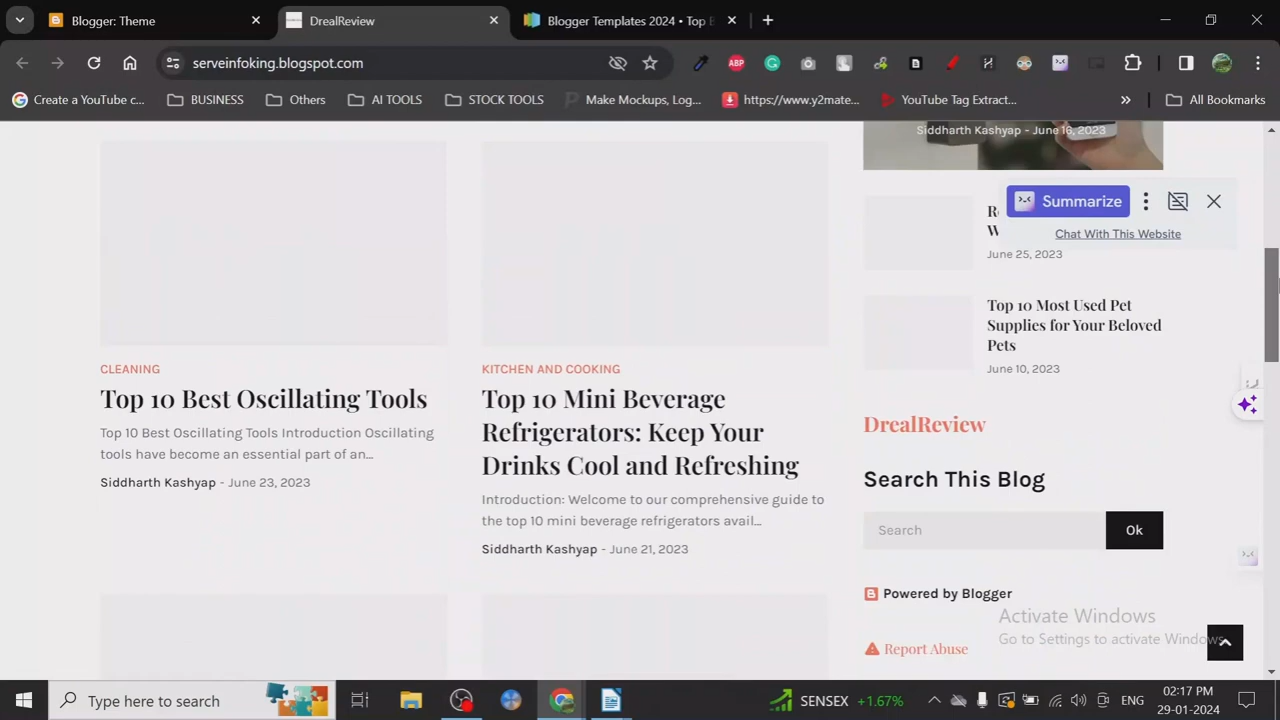 Blogger: Theme
DrealReview
Blogger Templates 2024 • Top B
serveinfoking.blogspot.com
ABP
Create a YouTube c...
BUSINESS
Others
AI TOOLS
STOCK TOOLS
Make Mockups, Log...
https://www.y2mate...
YouTube Tag Extract...
All Bookmarks
Siddharth Kashyap - June 16, 2023
Summarize
Chat With This Website
June 25, 2023
Top 10 Most Used Pet
Supplies for Your Beloved
Pets
June 10, 2023
CLEANING
Top 10 Best Oscillating Tools
Top 10 Best Oscillating Tools Introduction Oscillating
tools have become an essential part of an...
Siddharth Kashyap - June 23, 2023
KITCHEN AND COOKING
Top 10 Mini Beverage
Refrigerators: Keep Your
Drinks Cool and Refreshing
Introduction: Welcome to our comprehensive guide to
the top 10 mini beverage refrigerators avail...
Siddharth Kashyap - June 21, 2023
DrealReview
Search This Blog
Search
Ok
Powered by Blogger
Report Abuse
Activate Windows
Go to Settings to activate Windows.
Type here to search
SENSEX +1.67%
ENG
02:17 PM
29-01-2024